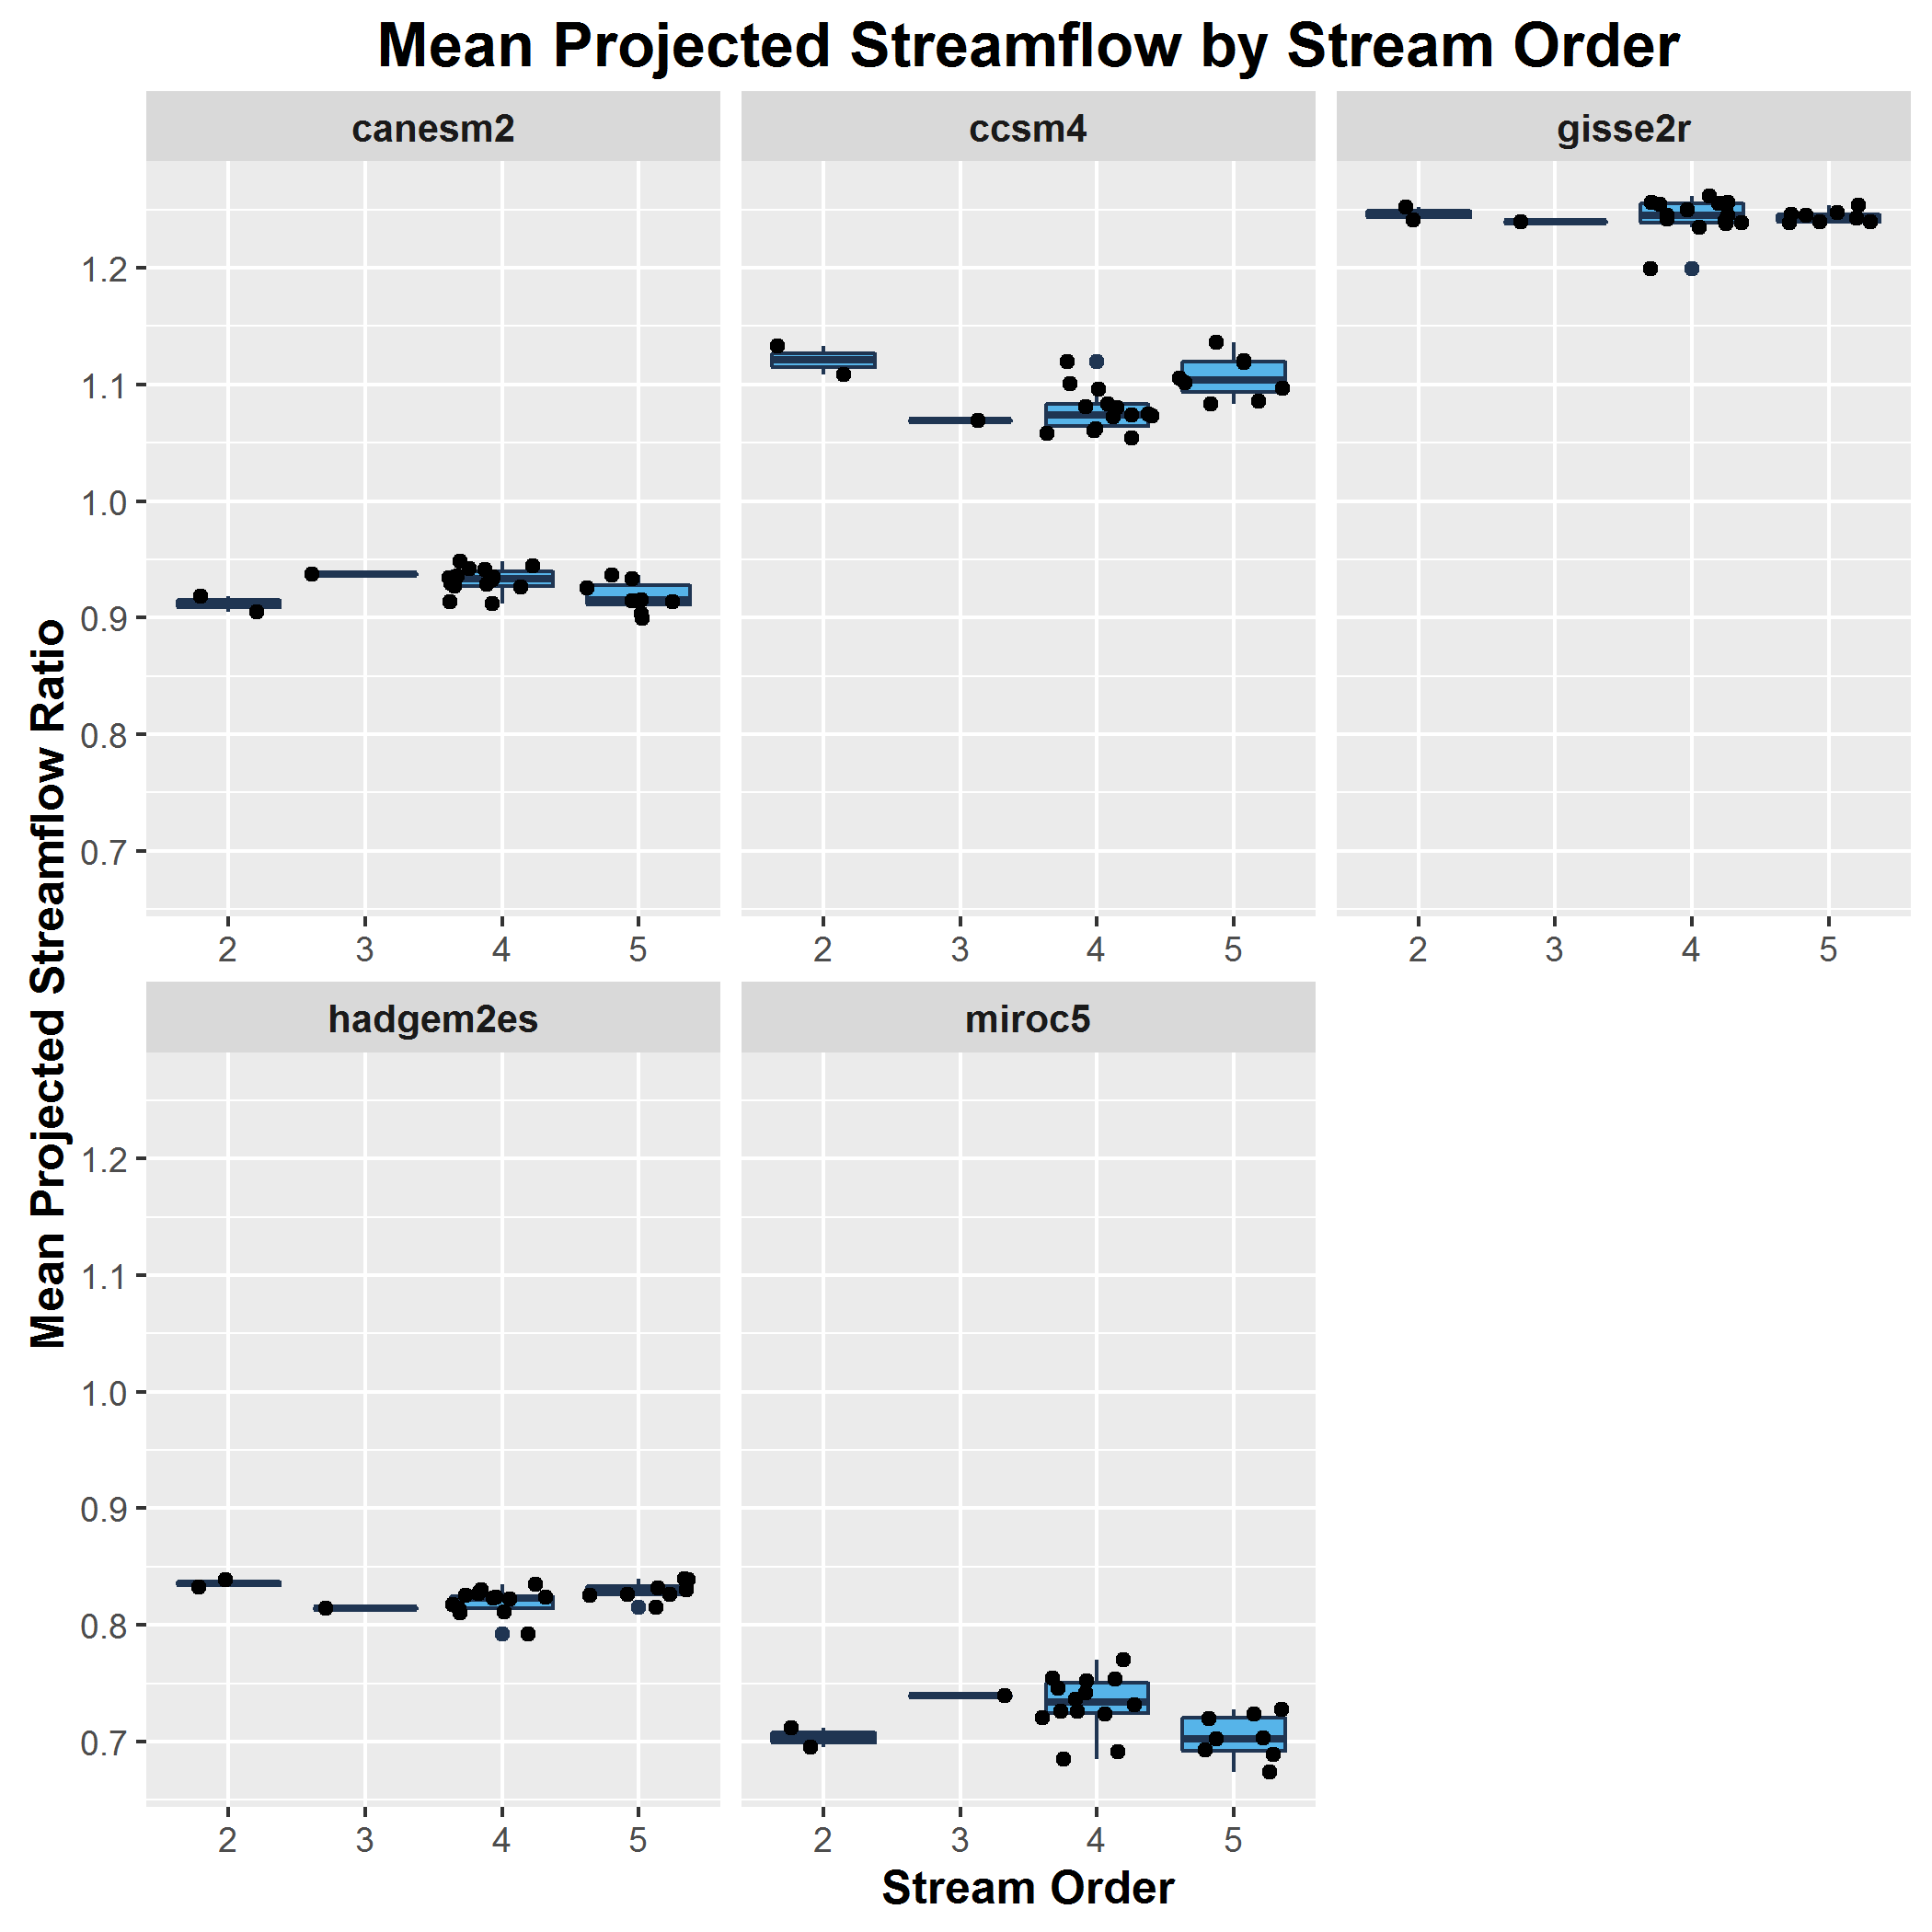 Mean Projected Streamflow by Stream Order
canesm2
ccsm4
gisse2r
1.2
1.1
1.0
0.9
0.8
0.7
2 3 4 5
2 3 4 5
2 3 4 5
hadgem2es
miroc5
1.2
1.1
1.0
0.9
0.8
0.7
2 3 4 5
2 3 4 5
Mean Projected Streamflow Ratio
Stream Order